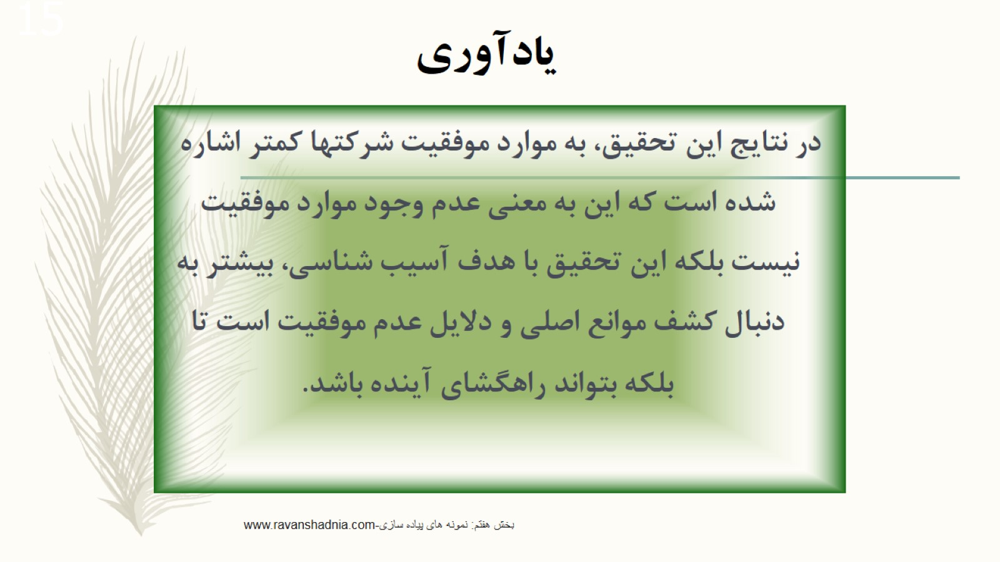 15
یادآوری
در نتایج این تحقیق، به موارد موفقیت شرکتها کمتر اشاره
شده است که این به معنی عدم وجود موارد موفقیت
نیست بلکه این تحقیق با هدف آسیب شناسی، بیشتر به
دنبال کشف موانع اصلی و دلایل عدم موفقیت است تا
بلکه بتواند راهگشای آینده باشد.
بخش هفتم: نمونه های پیاده سازی-www.ravanshadnia.com